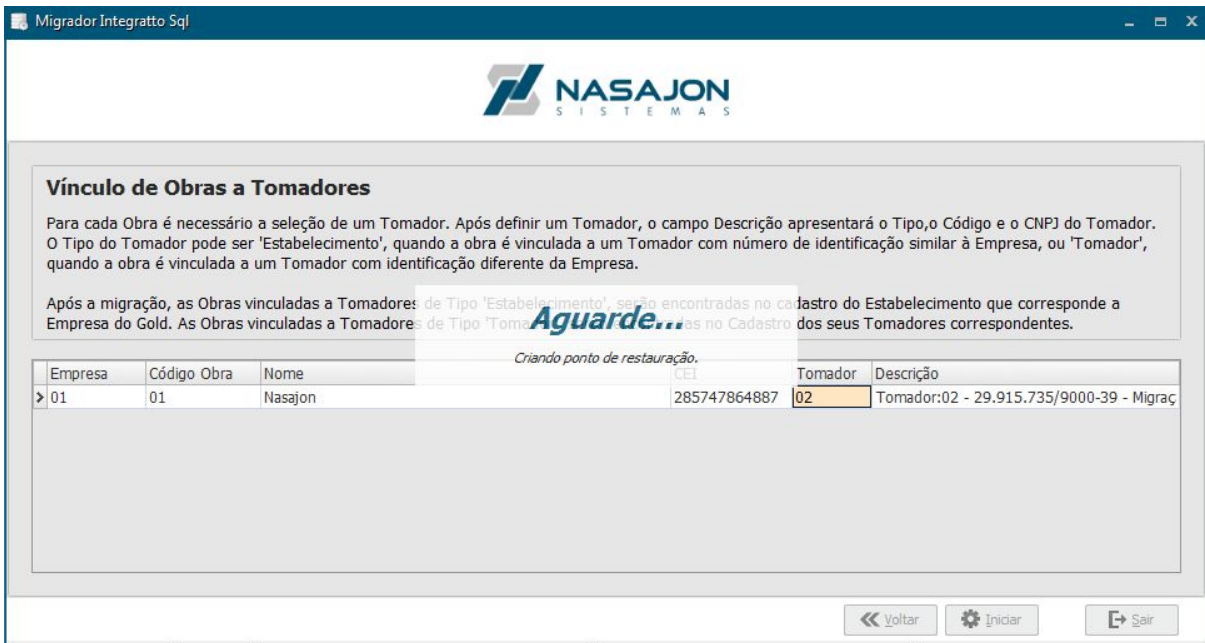 Migrador Integratto Sql
NASAJON
SISTEMAS
Vínculo de Obras a Tomadores
Para cada Obra é necessário a seleção de um Tomador. Após definir um Tomador, o campo Descrição apresentará o Tipo,o Código e o CNPJ do Tomador.
O Tipo do Tomador pode ser 'Estabelecimento', quando a obra é vinculada a um Tomador com número de identificação similar à Empresa, ou 'Tomador',
quando a obra é vinculada a um Tomador com identificação diferente da Empresa.
Após a migração, as Obras vinculadas a Tomadores de Tipo 'Estabelecimento', serão encontradas no cadastro do Estabelecimento que corresponde a
Empresa do Gold. As Obras vinculadas a Tomadores de Tipo no Cadastro dos seus Tomadores correspondentes.
Aguarde...
Criando ponto de restauração.
Empresa Código Obra Nome CEI Tomador Descrição
01 01 Nasajon 285747864887 02 Tomador:02 - 29.915.735/9000-39 - Migraç
Voltar Iniciar Sair